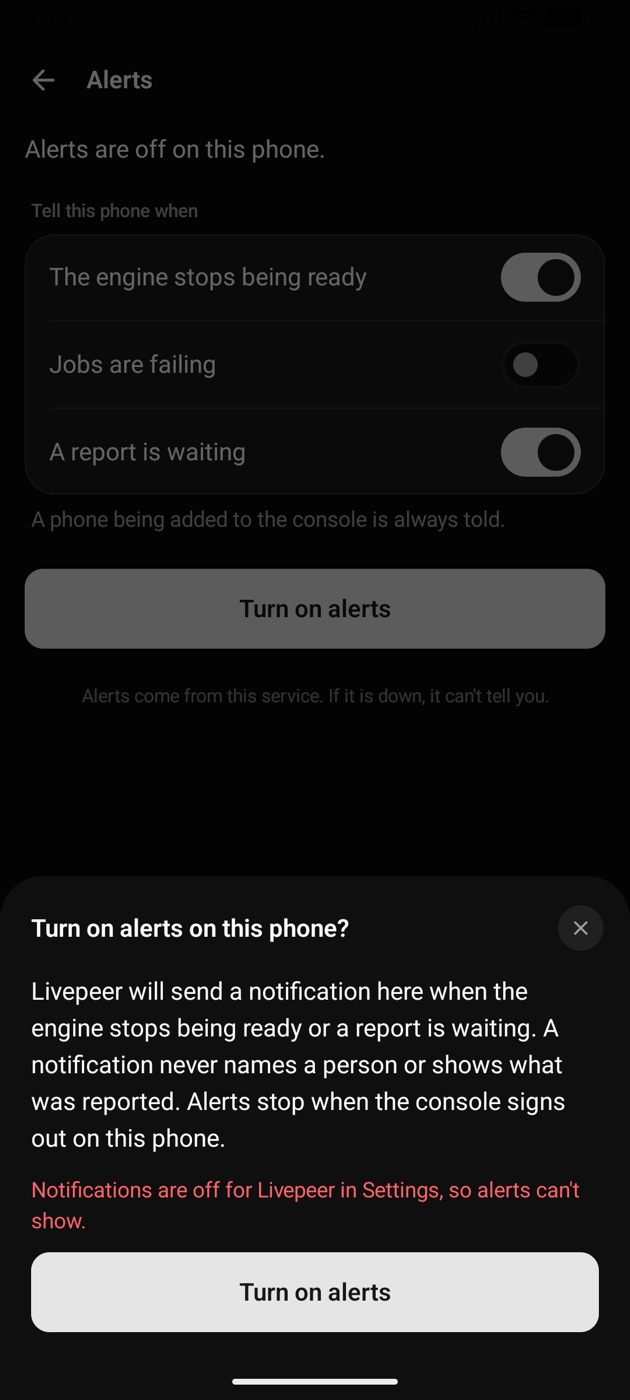 Alerts
Alerts are off on this phone.
Tell this phone when
The engine stops being ready
Jobs are failing
A report is waiting
A phone being added to the console is always told.
Turn on alerts
Alerts come from this service. If it is down, it can't tell you.
Turn on alerts on this phone?
Livepeer will send a notification here when the
engine stops being ready or a report is waiting. A
notification never names a person or shows what
was reported. Alerts stop when the console signs
out on this phone.
Notifications are off for Livepeer in Settings, so alerts can't
show.
Turn on alerts